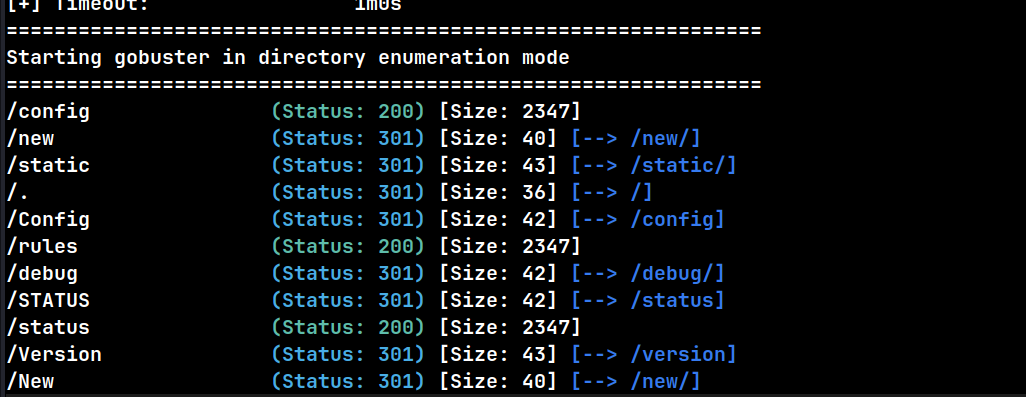 [+] Timeout:                 1m0s
===============================================================
Starting gobuster in directory enumeration mode
===============================================================
/config               (Status: 200) [Size: 2347]
/new                  (Status: 301) [Size: 40] [--> /new/]
/static               (Status: 301) [Size: 43] [--> /static/]
/.                    (Status: 301) [Size: 36] [--> /]
/Config               (Status: 301) [Size: 42] [--> /config]
/rules                (Status: 200) [Size: 2347]
/debug                (Status: 301) [Size: 42] [--> /debug/]
/STATUS               (Status: 301) [Size: 42] [--> /status]
/status               (Status: 200) [Size: 2347]
/Version              (Status: 301) [Size: 43] [--> /version]
/New                  (Status: 301) [Size: 40] [--> /new/]